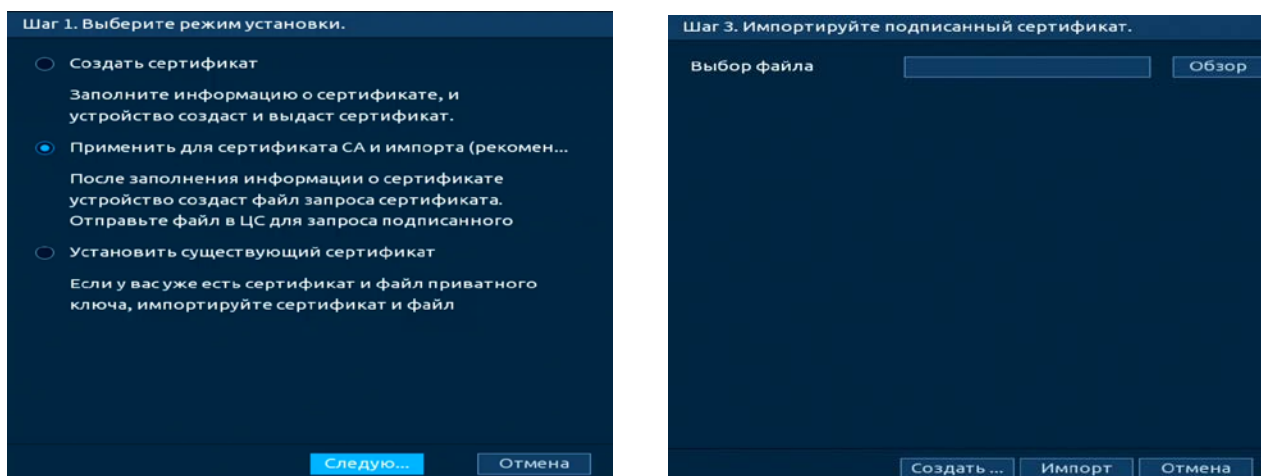 Шаг 1. Выберите режим установки.
Создать сертификат
Заполните информацию о сертификате, и
устройство создаст и выдаст сертификат.
Применить для сертификата CA и импорта (рекомен...
После заполнения информации о сертификате
устройство создаст файл запроса сертификата.
Отправьте файл в ЦС для запроса подписанного
Установить существующий сертификат
Если у вас уже есть сертификат и файл приватного
ключа, импортируйте сертификат и файл
Следую... Отмена
Шаг 3. Импортируйте подписанный сертификат.
Выбор файла Обзор
Создать ... Импорт Отмена